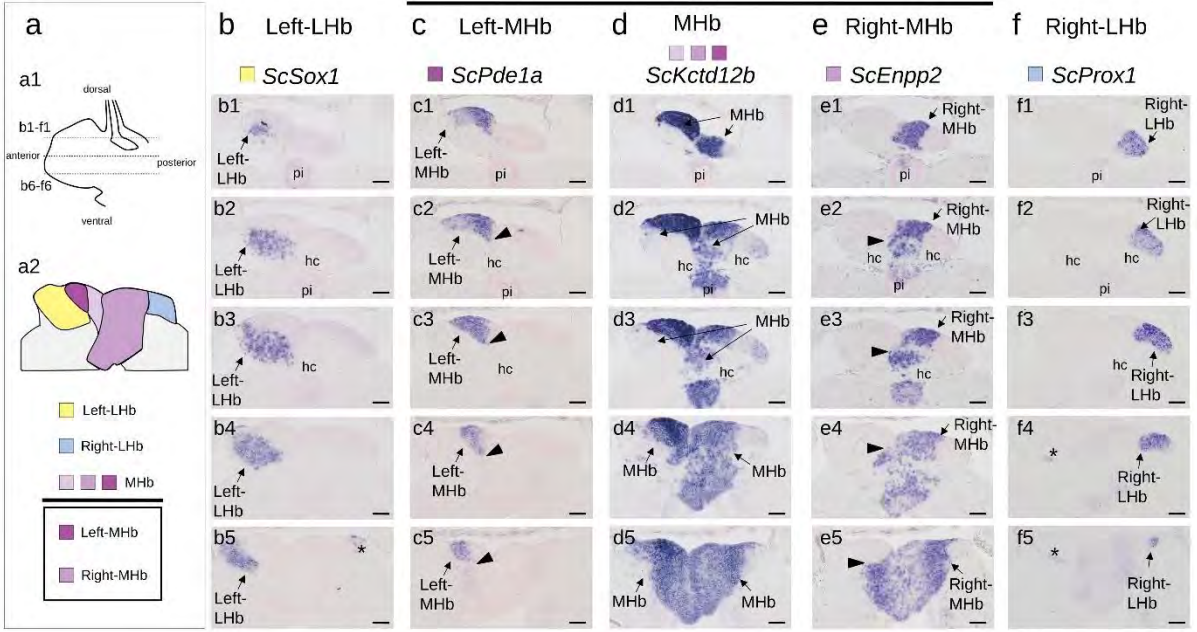 a
a1
dorsal
b1-f1
anterior
posterior
b6-f6
ventral
a2
Left-LHb
Right-LHb
MHb
Left-MHb
Right-MHb
b Left-LHb
ScSox1
c Left-MHb
ScPde1a
d MHb
ScKctd12b
e Right-MHb
ScEnpp2
f Right-LHb
ScProx1
b1
Left-
LHb
pi
c1
Left-
MHb
pi
d1
MHb
pi
e1
Right-
MHb
pi
f1
Right-
LHb
pi
b2
Left-
LHb
hc
pi
c2
Left-
MHb
hc
pi
d2
MHb
hc
hc
pi
e2
Right-
MHb
hc
pi
f2
Right-
LHb
hc
hc
pi
b3
Left-
LHb
hc
c3
Left-
MHb
hc
d3
MHb
hc
e3
Right-
MHb
hc
f3
hc
Right-
LHb
b4
Left-
LHb
c4
Left-
MHb
d4
MHb
MHb
e4
Right-
MHb
f4
*
Right-
LHb
b5
*
Left-
LHb
c5
Left-
MHb
d5
MHb
MHb
e5
Right-
MHb
f5
*
Right-
LHb